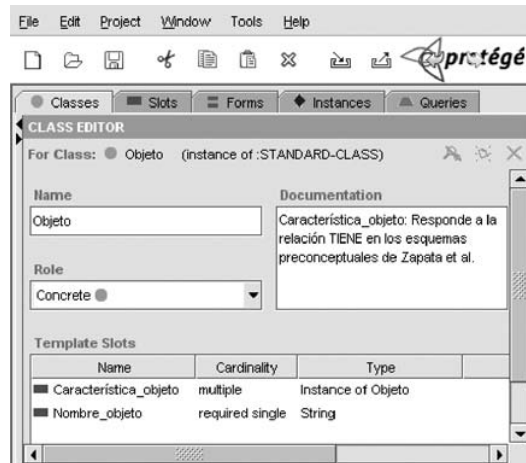 File Edit Project Window Tools Help
protégé
Classes Slots Forms Instances Queries
CLASS EDITOR
For Class: Objeto (instance of :STANDARD-CLASS)
Name Documentation
Objeto
Característica_objeto: Responde a la
relación TIENE en los esquemas
preconceptuales de Zapata et al.
Role
Concrete
Template Slots
Name Cardinality Type
Característica_objeto multiple Instance of Objeto
Nombre_objeto required single String